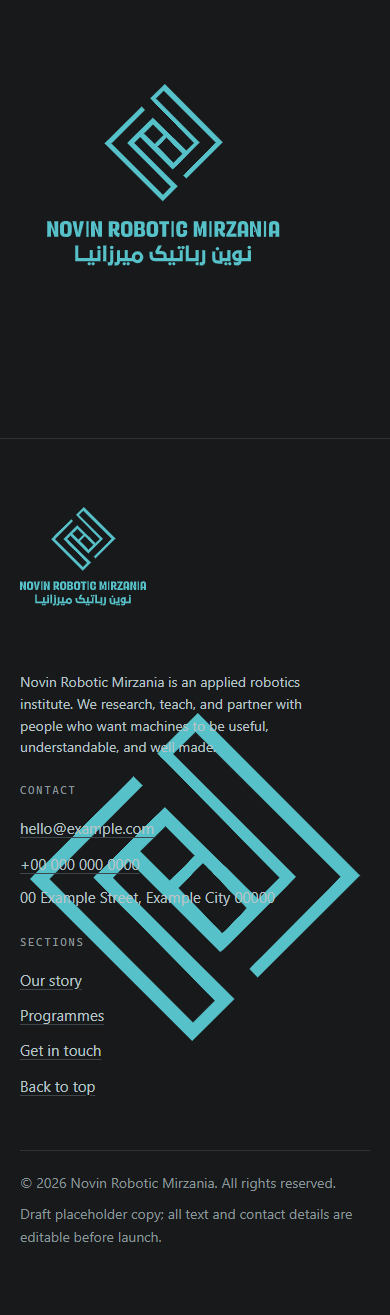 NOVIN ROBOTIC MIRZANIA
نوین رباتیک میرزانیا
NOVIN ROBOTIC MIRZANIA
نوین رباتیک میرزانیا
Novin Robotic Mirzania is an applied robotics
institute. We research, teach, and partner with
people who want machines to be useful,
understandable, and well made.
CONTACT
hello@example.com
+00 000 000 0000
00 Example Street, Example City 00000
SECTIONS
Our story
Programmes
Get in touch
Back to top
© 2026 Novin Robotic Mirzania. All rights reserved.
Draft placeholder copy; all text and contact details are
editable before launch.